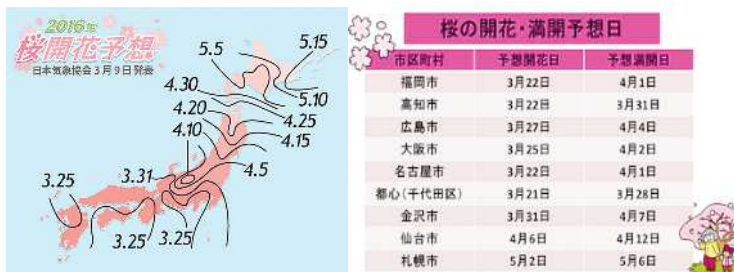 2016年
桜開花予想
日本気象協会3月9日発表
5.5
5.15
4.30
5.10
4.20
4.25
4.10
4.15
4.5
3.31
3.25
3.25
3.25
桜の開花・満開予想日
市区町村 予想開花日 予想満開日
福岡市 3月22日 4月1日
高知市 3月22日 3月31日
広島市 3月27日 4月4日
大阪市 3月25日 4月2日
名古屋市 3月22日 4月1日
都心(千代田区) 3月21日 3月28日
金沢市 3月31日 4月7日
仙台市 4月6日 4月12日
札幌市 5月2日 5月6日